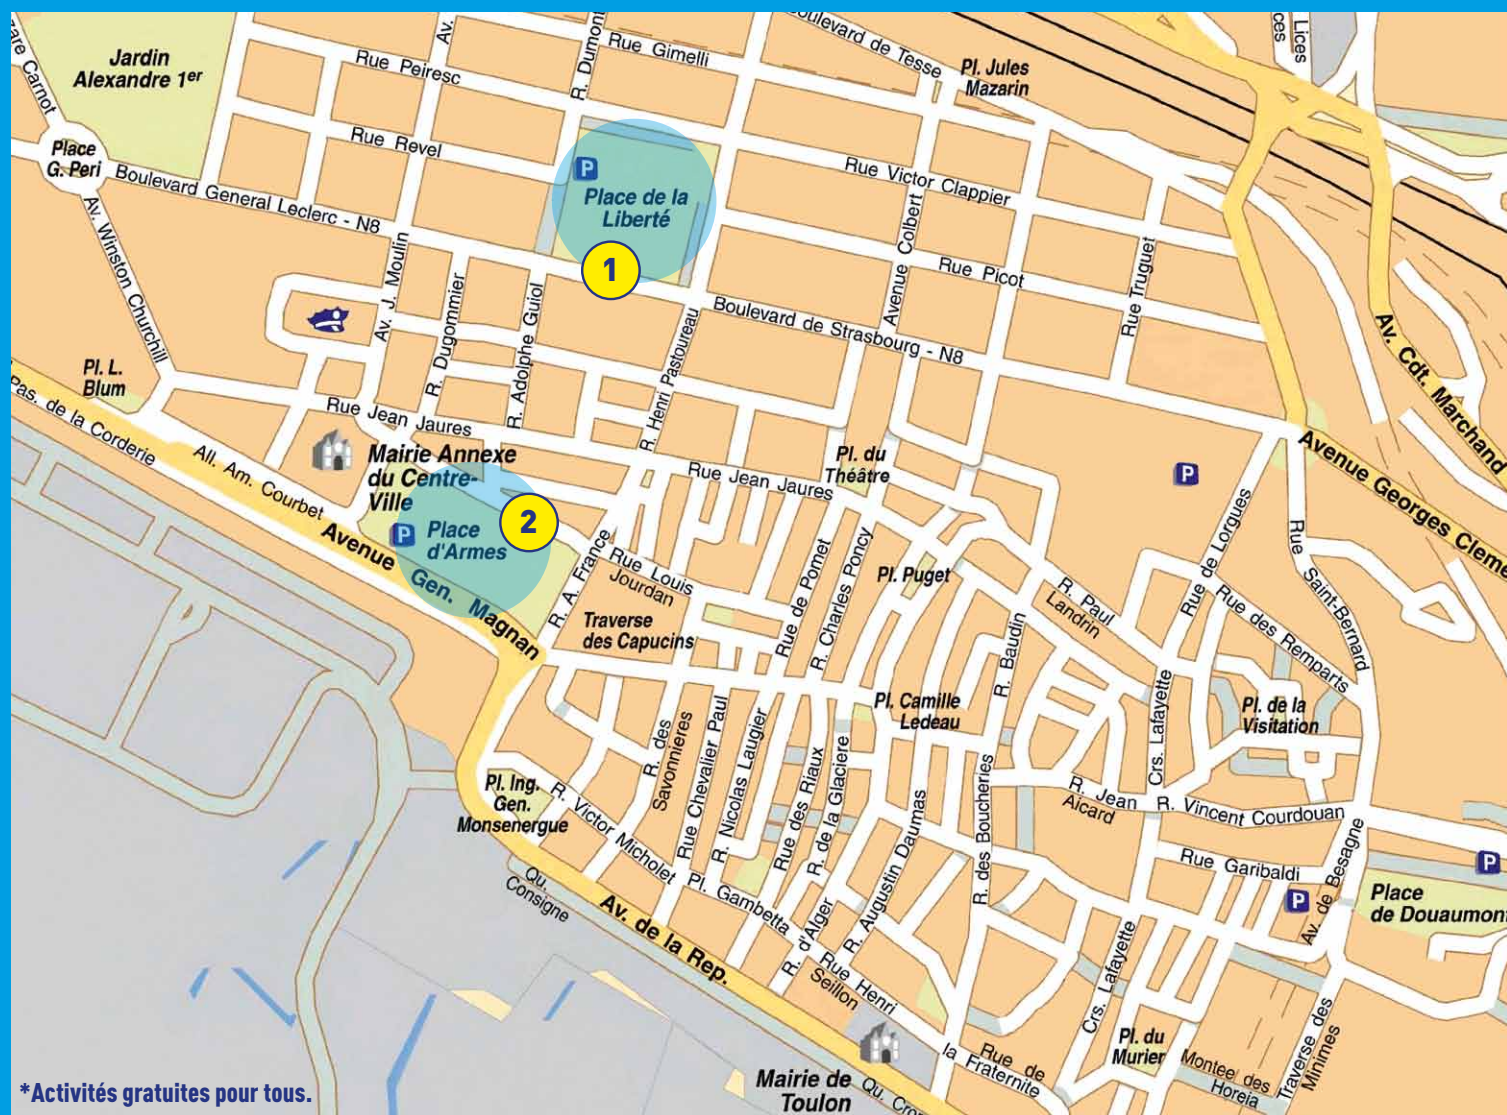 Jardin
Alexandre 1er
Av.
R. Dumont
Rue Gimelli
Boulevard de Tesse
Pl. Jules
Mazarin
Lices
Rue Peiresc
Place
G. Peri
Rue Revel
P
Place de la
Liberté
1
Rue Victor Clappier
Boulevard General Leclerc - N8
Av. Winston Churchill
Av. J. Moulin
R. Dugommier
R. Adolphe Guiol
R. Henri Pastoureau
Avenue Colbert
Rue Picot
Rue Truguet
Boulevard de Strasbourg - N8
Av. Cdt. Marchand
Pl. L.
Blum
Pas. de la Corderie
All. Am. Courbet
Rue Jean Jaures
Mairie Annexe
du Centre-
Ville
P
Place
d'Armes
2
Avenue Gen. Magnan
R. A. France
Rue Jean Jaures
Pl. du
Théâtre
P
Avenue Georges Cleme
Rue Louis
Jourdan
Traverse
des Capucins
Rue de Pomet
R. Charles Poncy
Pl. Puget
R. Baudin
R. Paul
Landrin
Rue de Lorgues
Rue des Remparts
Rue Saint-Bernard
Pl. Camille
Ledeau
Crs. Lafayette
Pl. de la
Visitation
R. des
Savonnieres
Rue Chevalier Paul
R. Nicolas Laugier
Rue des Riaux
R. de la Glaciere
R. Augustin Daumas
R. des Boucheries
R. Jean
Aicard
R. Vincent Courdouan
Pl. Ing.
Gen.
Monsenergue
R. Victor Micholet
Pl. Gambetta
Qu.
Consigne
Av. de la Rep.
R. d'Alger
Rue Henri
Seillon
Rue Garibaldi
P
Av. de Besagne
P
Place
de Douaumont
Crs. Lafayette
Pl. du
Murier
Montee des
Horeia
Traverse des
Minimes
Rue de
la Fraternite
Mairie de
Toulon
*Activités gratuites pour tous.